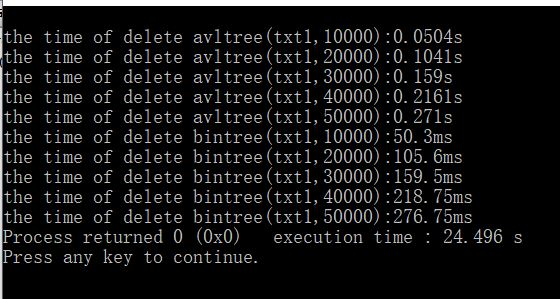 the time of delete avltree(txt1,10000):0.0504s
the time of delete avltree(txt1,20000):0.1041s
the time of delete avltree(txt1,30000):0.159s
the time of delete avltree(txt1,40000):0.2161s
the time of delete avltree(txt1,50000):0.271s
the time of delete bintree(txt1,10000):50.3ms
the time of delete bintree(txt1,20000):105.6ms
the time of delete bintree(txt1,30000):159.5ms
the time of delete bintree(txt1,40000):218.75ms
the time of delete bintree(txt1,50000):276.75ms
Process returned 0 (0x0)   execution time : 24.496 s
Press any key to continue.